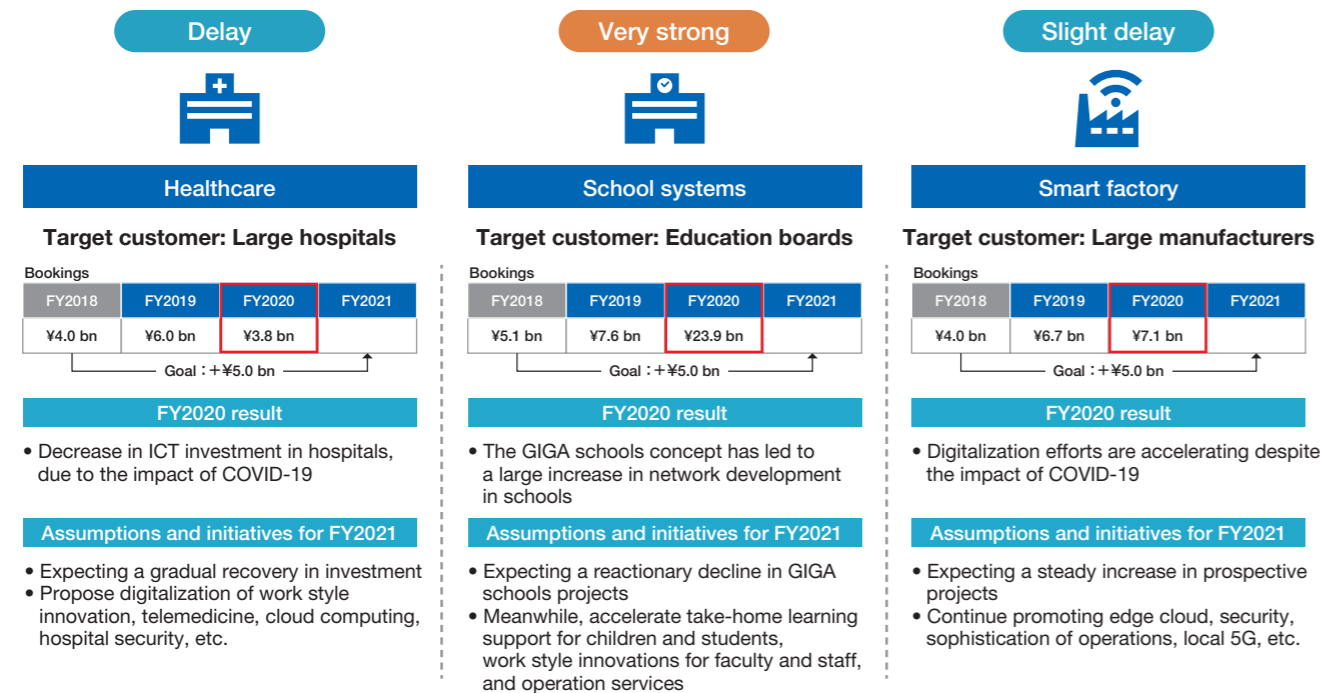 Delay
Healthcare
Target customer: Large hospitals
Bookings
FY2018 FY2019 FY2020 FY2021
¥4.0 bn ¥6.0 bn ¥3.8 bn
Goal：+¥5.0 bn
FY2020 result
• Decrease in ICT investment in hospitals,
due to the impact of COVID-19
Assumptions and initiatives for FY2021
• Expecting a gradual recovery in investment
• Propose digitalization of work style
innovation, telemedicine, cloud computing,
hospital security, etc.
Very strong
School systems
Target customer: Education boards
Bookings
FY2018 FY2019 FY2020 FY2021
¥5.1 bn ¥7.6 bn ¥23.9 bn
Goal：+¥5.0 bn
FY2020 result
• The GIGA schools concept has led to
a large increase in network development
in schools
Assumptions and initiatives for FY2021
• Expecting a reactionary decline in GIGA
schools projects
• Meanwhile, accelerate take-home learning
support for children and students,
work style innovations for faculty and staff,
and operation services
Slight delay
Smart factory
Target customer: Large manufacturers
Bookings
FY2018 FY2019 FY2020 FY2021
¥4.0 bn ¥6.7 bn ¥7.1 bn
Goal：+¥5.0 bn
FY2020 result
• Digitalization efforts are accelerating despite
the impact of COVID-19
Assumptions and initiatives for FY2021
• Expecting a steady increase in prospective
projects
• Continue promoting edge cloud, security,
sophistication of operations, local 5G, etc.